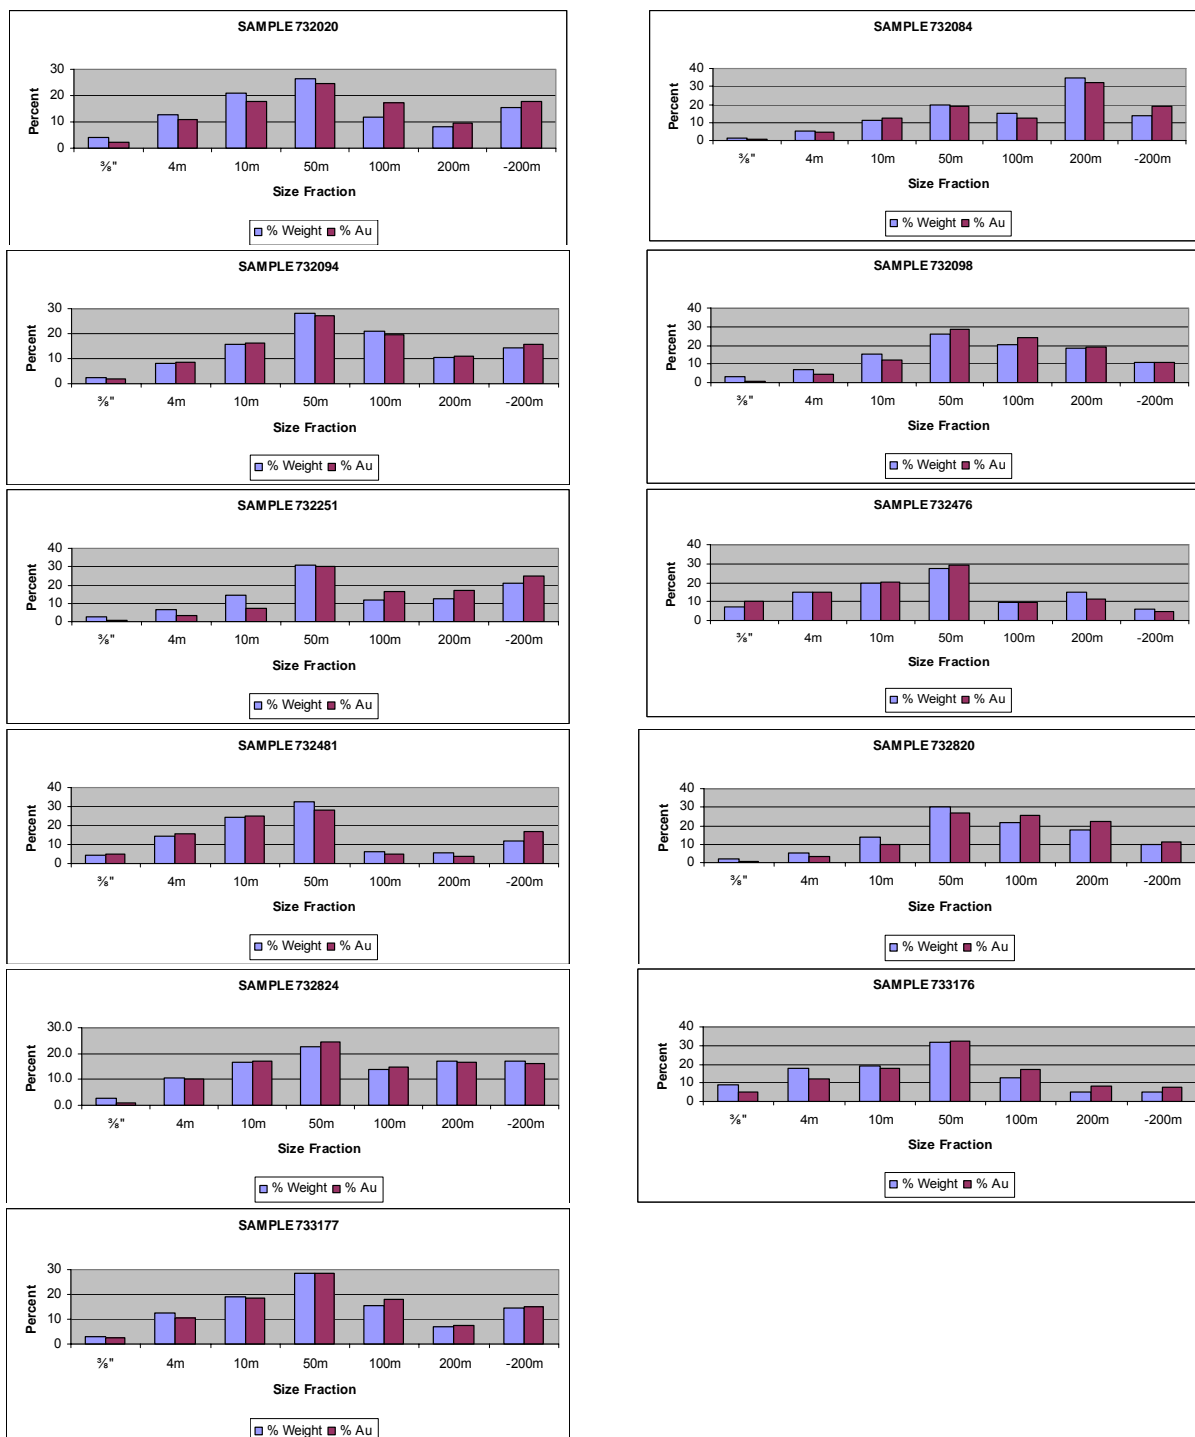 SAMPLE 732020
Percent
30
20
10
0
⅜" 4m 10m 50m 100m 200m -200m
Size Fraction
% Weight % Au
SAMPLE 732084
Percent
40
30
20
10
0
⅜" 4m 10m 50m 100m 200m -200m
Size Fraction
% Weight % Au
SAMPLE 732094
Percent
30
20
10
0
⅜" 4m 10m 50m 100m 200m -200m
Size Fraction
% Weight % Au
SAMPLE 732098
Percent
40
30
20
10
0
⅜" 4m 10m 50m 100m 200m -200m
Size Fraction
% Weight % Au
SAMPLE 732251
Percent
40
30
20
10
0
⅜" 4m 10m 50m 100m 200m -200m
Size Fraction
% Weight % Au
SAMPLE 732476
Percent
40
30
20
10
0
⅜" 4m 10m 50m 100m 200m -200m
Size Fraction
% Weight % Au
SAMPLE 732481
Percent
40
30
20
10
0
⅜" 4m 10m 50m 100m 200m -200m
Size Fraction
% Weight % Au
SAMPLE 732820
Percent
40
30
20
10
0
⅜" 4m 10m 50m 100m 200m -200m
Size Fraction
% Weight % Au
SAMPLE 732824
Percent
30.0
20.0
10.0
0.0
⅜" 4m 10m 50m 100m 200m -200m
Size Fraction
% Weight % Au
SAMPLE 733176
Percent
40
30
20
10
0
⅜" 4m 10m 50m 100m 200m -200m
Size Fraction
% Weight % Au
SAMPLE 733177
Percent
30
20
10
0
⅜" 4m 10m 50m 100m 200m -200m
Size Fraction
% Weight % Au